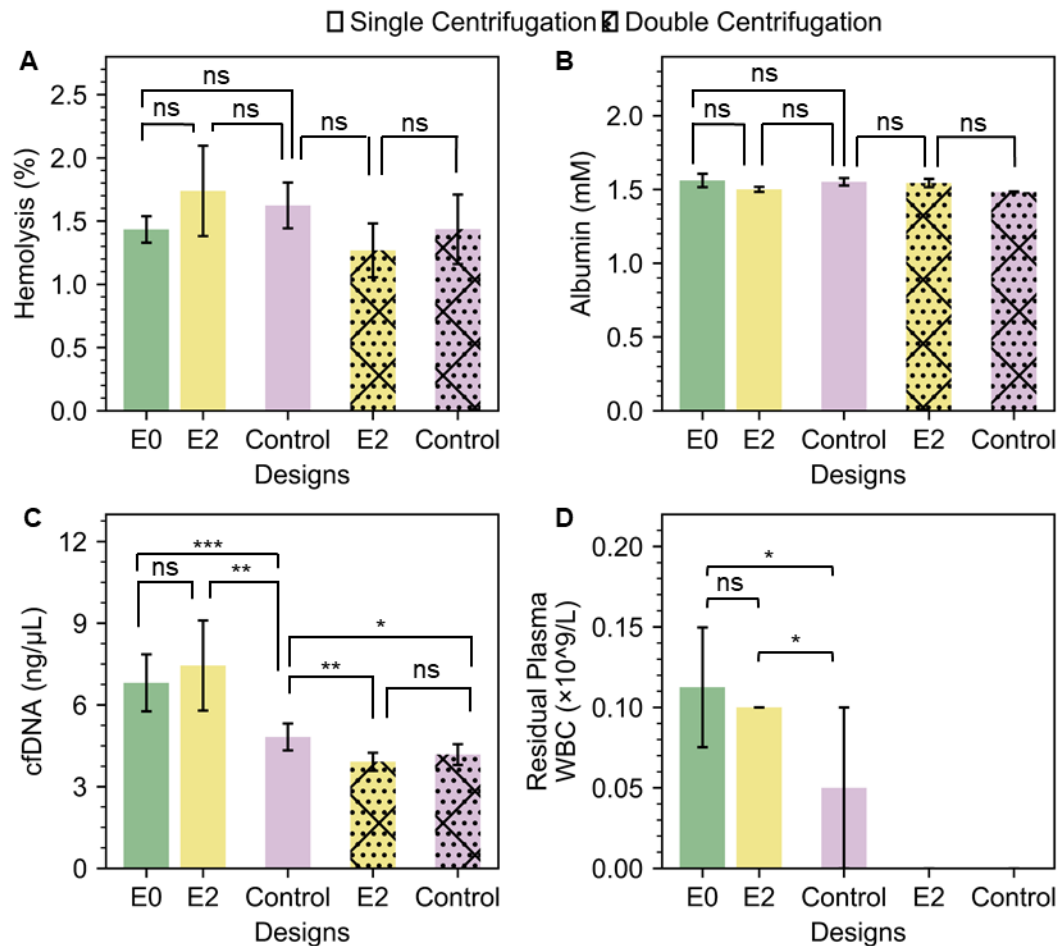 Single Centrifugation Double Centrifugation
A
Hemolysis (%)
2.5
2.0
1.5
1.0
0.5
0.0
ns
ns ns ns ns
E0 E2 Control E2 Control
Designs
B
Albumin (mM)
2.0
1.5
1.0
0.5
0.0
ns
ns ns ns ns
E0 E2 Control E2 Control
Designs
C
cfDNA (ng/µL)
12
9
6
3
0
***
ns ** *
** ns
E0 E2 Control E2 Control
Designs
D
Residual Plasma
WBC (×10^9/L)
0.20
0.15
0.10
0.05
0.00
*
ns
*
E0 E2 Control E2 Control
Designs